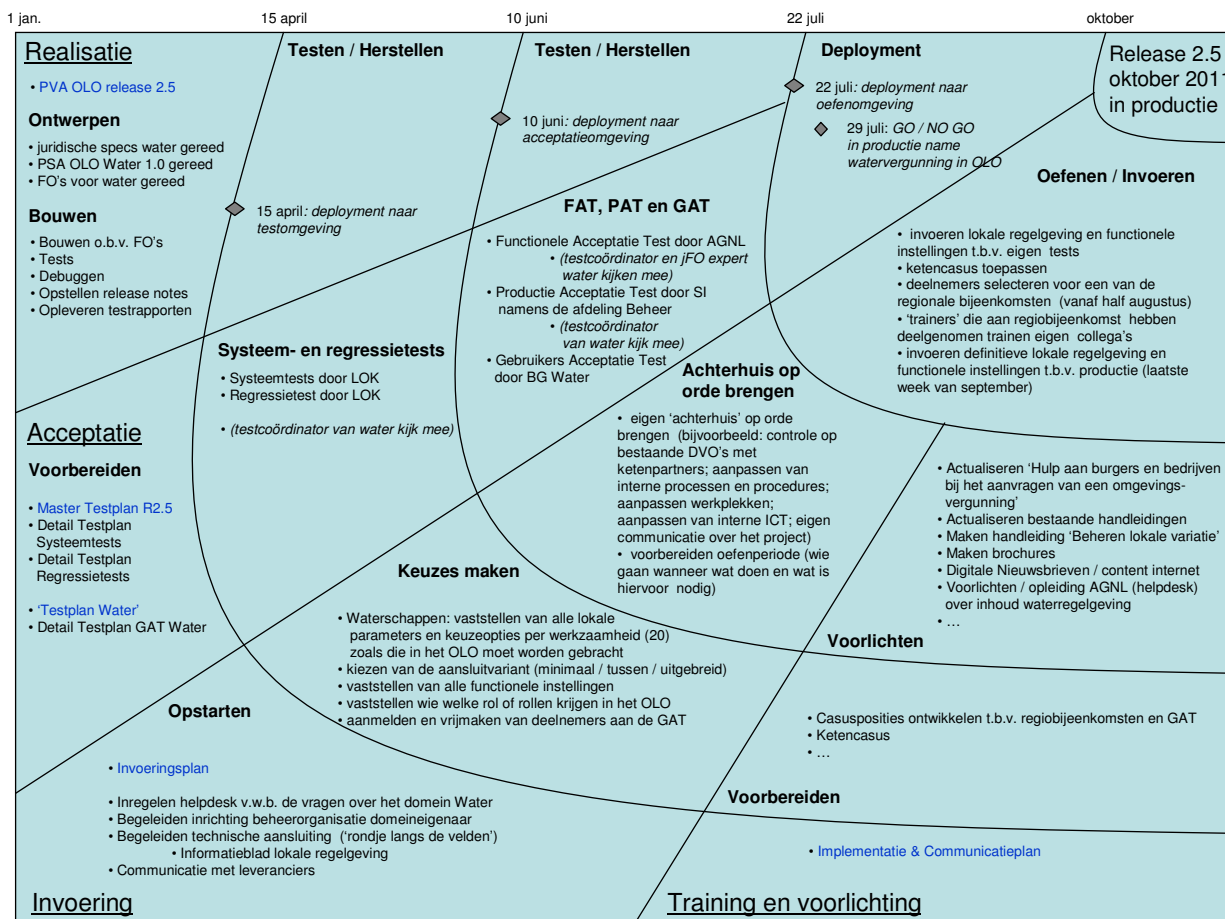 1 jan.
15 april
10 juni
22 juli
oktober
Realisatie
• PVA OLO release 2.5
Ontwerpen
• juridische specs water gereed
• PSA OLO Water 1.0 gereed
• FO's voor water gereed
Bouwen
• Bouwen o.b.v. FO's
• Tests
• Debuggen
• Opstellen release notes
• Opleveren testrapporten
Testen / Herstellen
15 april: deployment naar
testomgeving
Testen / Herstellen
10 juni: deployment naar
acceptatieomgeving
Deployment
22 juli: deployment naar
oefenomgeving
29 juli: GO / NO GO
in productie name
watervergunning in OLO
Release 2.5
oktober 2011
in productie
Acceptatie
Voorbereiden
• Master Testplan R2.5
• Detail Testplan
Systeemtests
• Detail Testplan
Regressietests
• 'Testplan Water'
• Detail Testplan GAT Water
Systeem- en regressietests
• Systeemtests door LOK
• Regressietest door LOK
• (testcoördinator van water kijk mee)
FAT, PAT en GAT
• Functionele Acceptatie Test door AGNL
• (testcoördinator en jFO expert
water kijken mee)
• Productie Acceptatie Test door SI
namens de afdeling Beheer
• (testcoördinator
van water kijk mee)
• Gebruikers Acceptatie Test
door BG Water
Oefenen / Invoeren
• invoeren lokale regelgeving en functionele
instellingen t.b.v. eigen tests
• ketencasus toepassen
• deelnemers selecteren voor een van de
regionale bijeenkomsten (vanaf half augustus)
• 'trainers' die aan regiobijeenkomst hebben
deelgenomen trainen eigen collega's
• invoeren definitieve lokale regelgeving en
functionele instellingen t.b.v. productie (laatste
week van september)
Achterhuis op
orde brengen
• eigen 'achterhuis' op orde
brengen (bijvoorbeeld: controle op
bestaande DVO's met
ketenpartners; aanpassen van
interne processen en procedures;
aanpassen werkplekken;
aanpassen van interne ICT; eigen
communicatie over het project)
• voorbereiden oefenperiode (wie
gaan wanneer wat doen en wat is
hiervoor nodig)
Keuzes maken
• Waterschappen: vaststellen van alle lokale
parameters en keuzeopties per werkzaamheid (20)
zoals die in het OLO moet worden gebracht
• kiezen van de aansluitvariant (minimaal / tussen / uitgebreid)
• vaststellen van alle functionele instellingen
• vaststellen wie welke rol of rollen krijgen in het OLO
• aanmelden en vrijmaken van deelnemers aan de GAT
Opstarten
• Invoeringsplan
• Inregelen helpdesk v.w.b. de vragen over het domein Water
• Begeleiden inrichting beheerorganisatie domeineigenaar
• Begeleiden technische aansluiting ('rondje langs de velden')
• Informatieblad lokale regelgeving
• Communicatie met leveranciers
Invoering
• Actualiseren 'Hulp aan burgers en bedrijven
bij het aanvragen van een omgevings-
vergunning'
• Actualiseren bestaande handleidingen
• Maken handleiding 'Beheren lokale variatie'
• Maken brochures
• Digitale Nieuwsbrieven / content internet
• Voorlichten / opleiding AGNL (helpdesk)
over inhoud waterregelgeving
• …
Voorlichten
• Casusposities ontwikkelen t.b.v. regiobijeenkomsten en GAT
• Ketencasus
• …
Voorbereiden
• Implementatie & Communicatieplan
Training en voorlichting